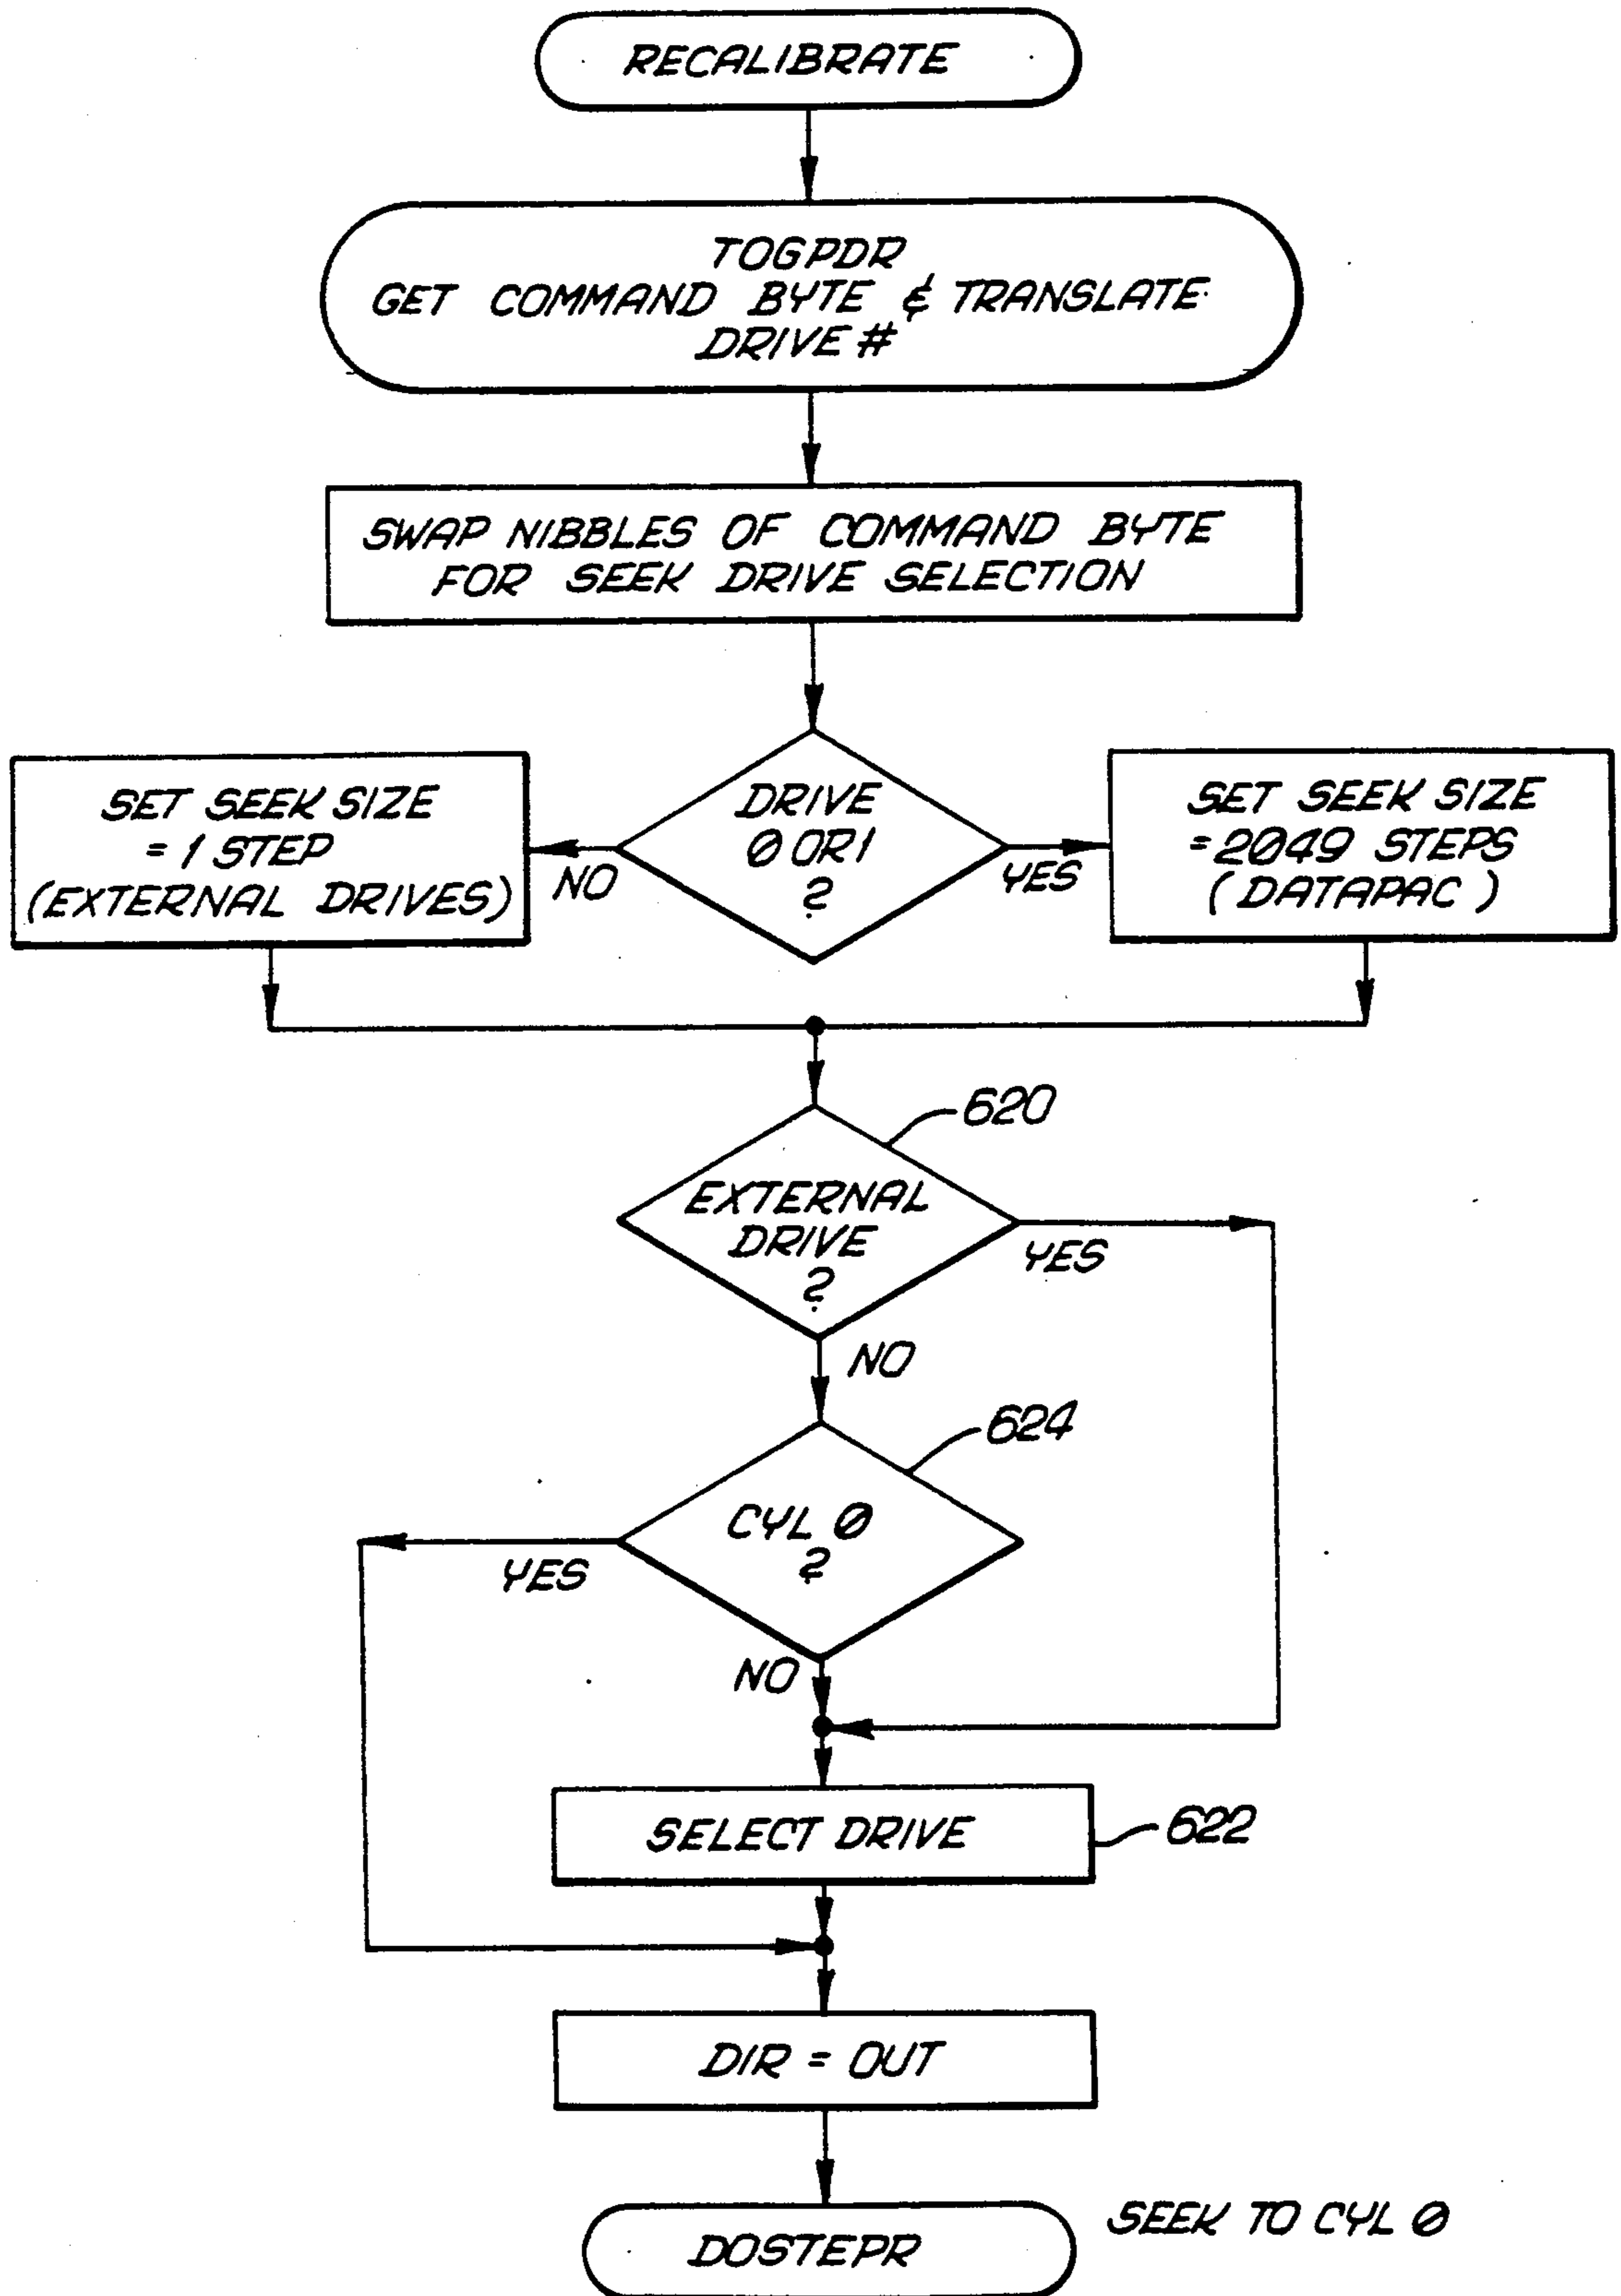 RECALIBRATE
TOGPDR
GET COMMAND BYTE & TRANSLATE
DRIVE #
SWAP NIBBLES OF COMMAND BYTE
FOR SEEK DRIVE SELECTION
SET SEEK SIZE
= 1 STEP
(EXTERNAL DRIVES)
NO
DRIVE
0 OR 1
?
YES
SET SEEK SIZE
= 2049 STEPS
(DATAPAC)
620
EXTERNAL
DRIVE
?
YES
NO
624
CYL 0
?
YES
NO
SELECT DRIVE
622
DIR = OUT
DOSTEPR
SEEK TO CYL 0